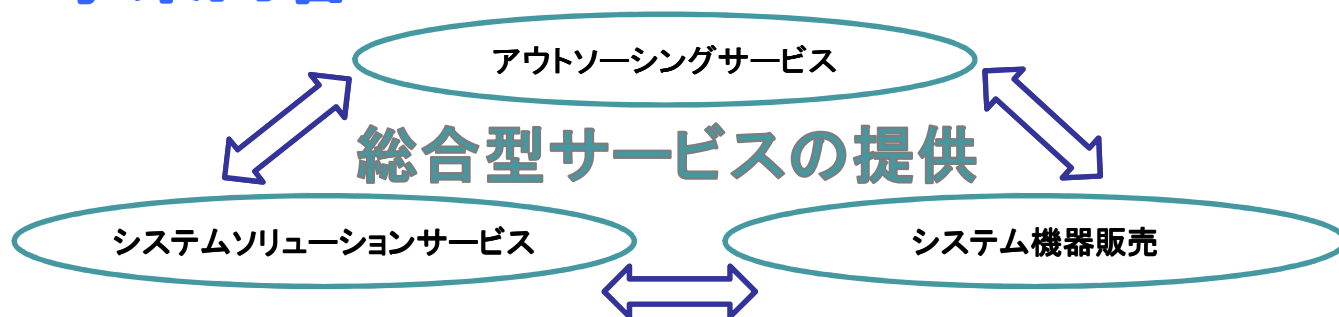 アウトソーシングサービス
総合型サービスの提供
システムソリューションサービス
システム機器販売